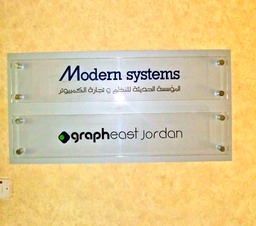 Modern systems
المؤسسة الحديثة للنظم و تجارة الكمبيوتر
grapheast jordan